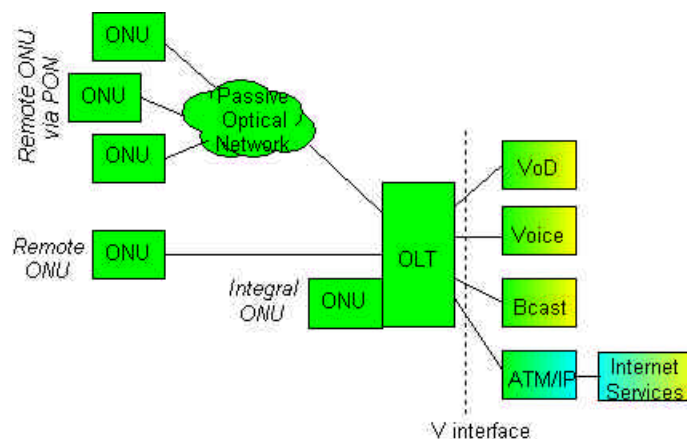 ONU
ONU
ONU
Remote ONU
via PON
Passive
Optical
Network
VoD
Voice
Remote
ONU
ONU
OLT
Integral
ONU
ONU
Bcast
ATM/IP
Internet
Services
V interface